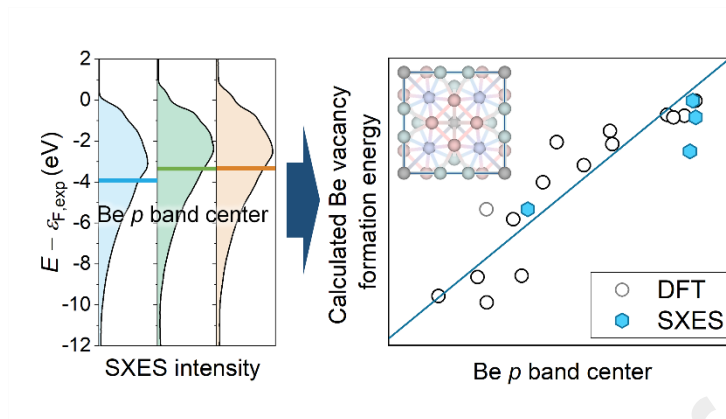 2
0
-2
-4
-6
-8
-10
-12
E − εF,exp (eV)
Be p band center
SXES intensity
Calculated Be vacancy
formation energy
DFT
SXES
Be p band center